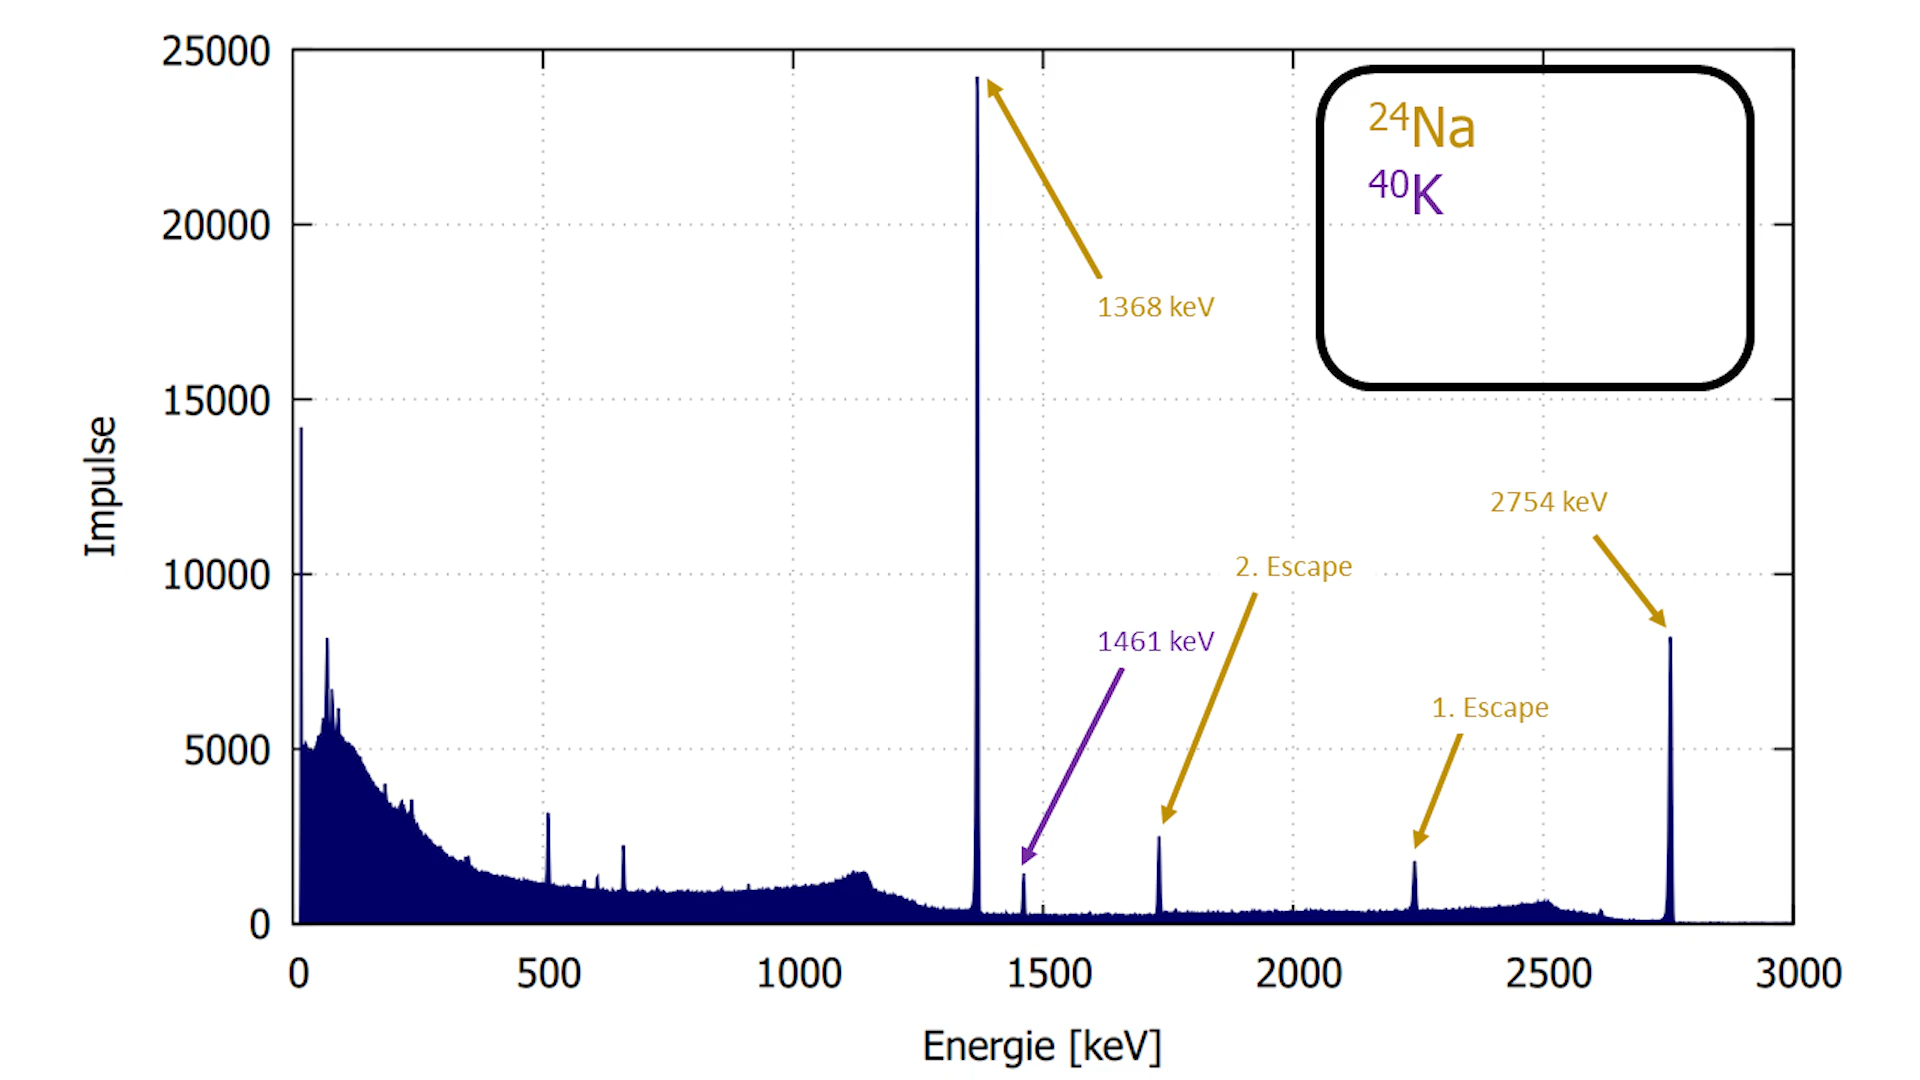 25000
20000
15000
10000
5000
0
Impulse
0 500 1000 1500 2000 2500 3000
Energie [keV]
²⁴Na
⁴⁰K
1368 keV
2754 keV
2. Escape
1461 keV
1. Escape